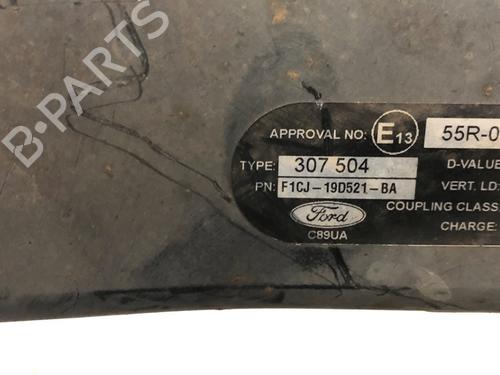 B-PARTS
APPROVAL NO: E13 55R-0
TYPE: 307 504 D-VALUE
PN: F1CJ-19D521-BA VERT. LD:
Ford COUPLING CLASS
C89UA CHARGE: